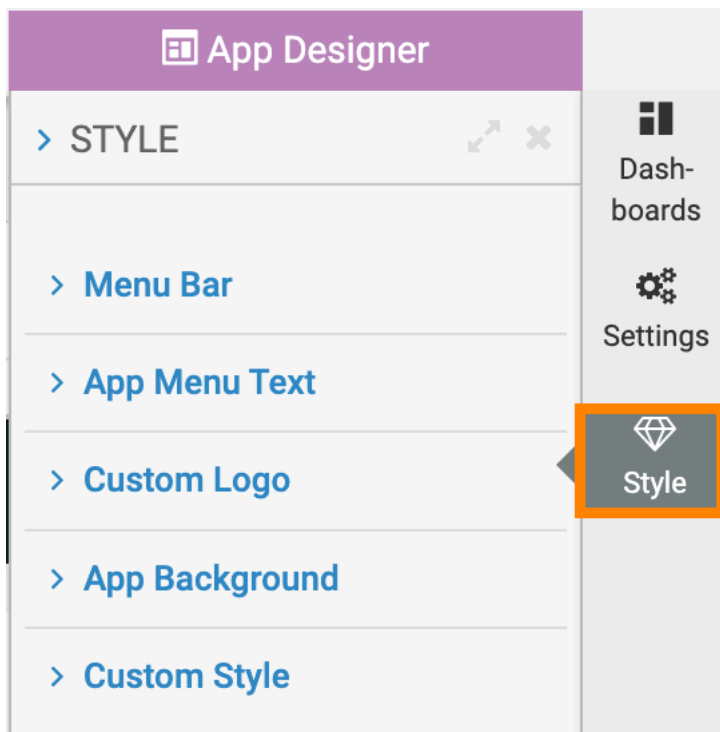 App Designer
STYLE
Menu Bar
App Menu Text
Custom Logo
App Background
Custom Style
Dash-
boards
Settings
Style